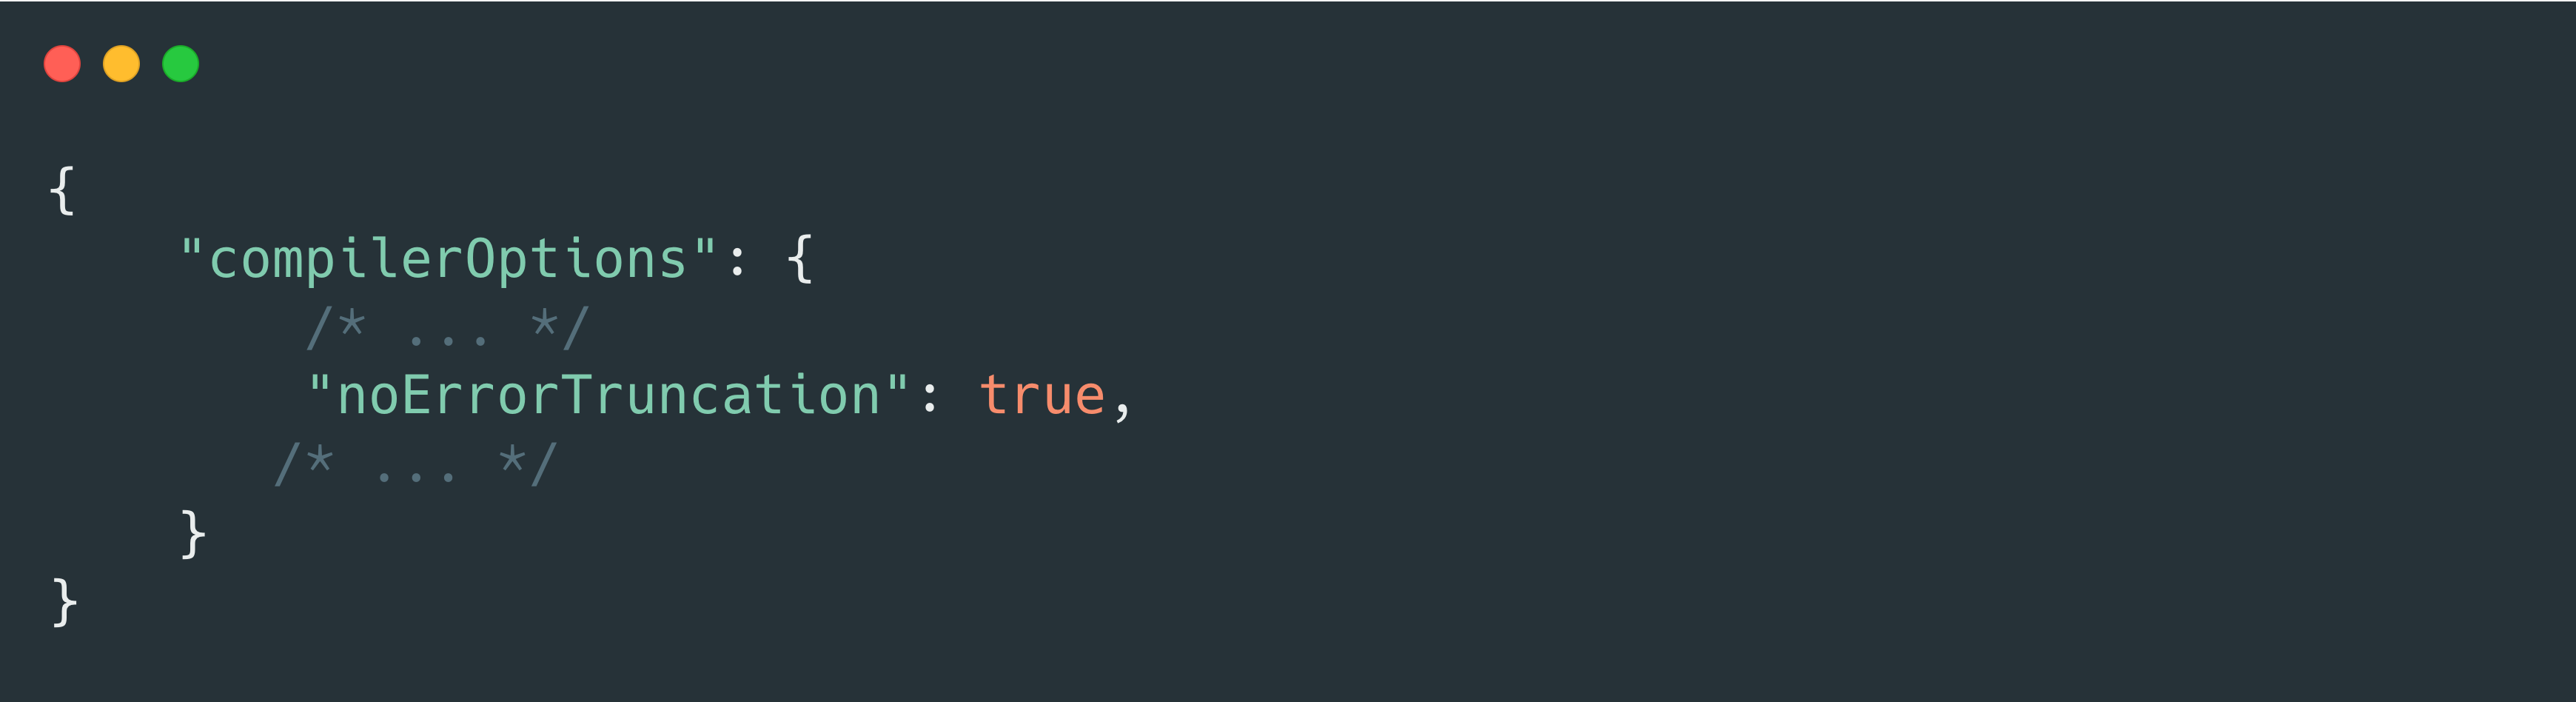 {
    "compilerOptions": {
        /* ... */
        "noErrorTruncation": true,
       /* ... */
    }
}